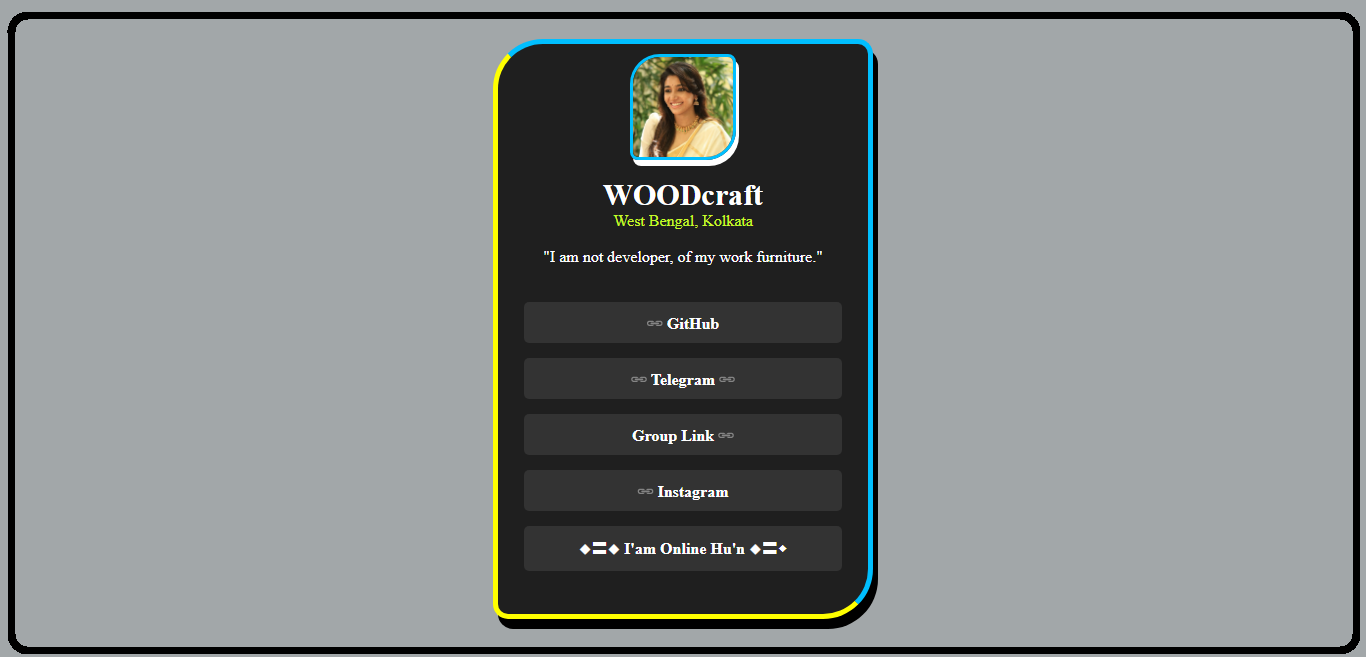 WOODcraft
West Bengal, Kolkata
"I am not developer, of my work furniture."
🔗 GitHub
🔗 Telegram 🔗
Group Link 🔗
🔗 Instagram
◆〓◆ I'am Online Hu'n ◆〓⬥